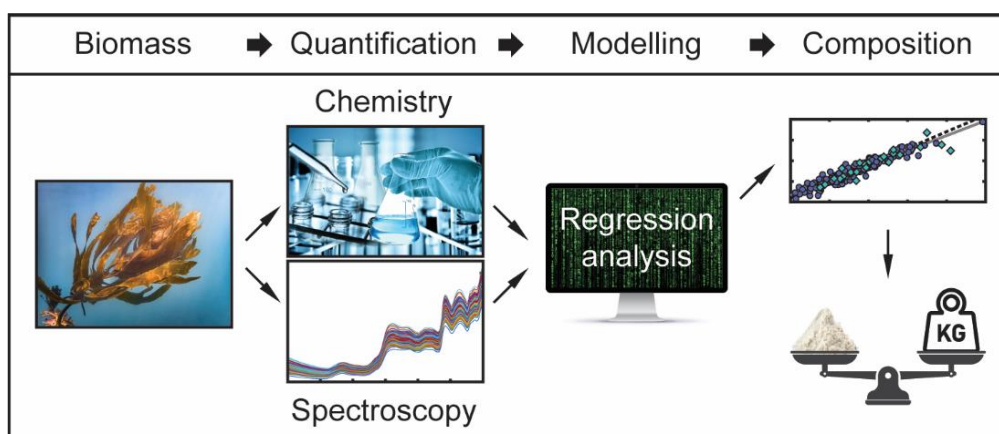 Biomass
Quantification
Modelling
Composition
Chemistry
Regression
analysis
KG
Spectroscopy